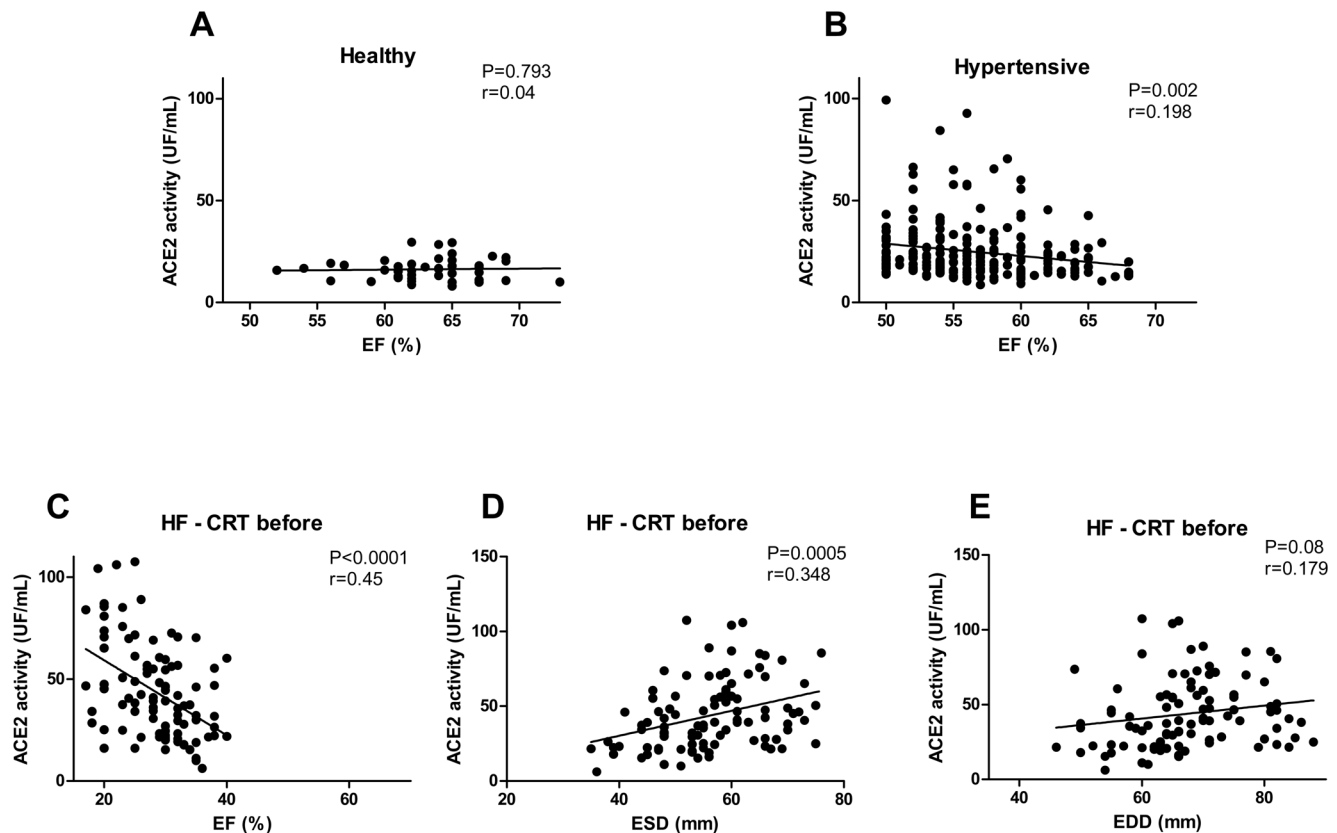 A
Healthy
P=0.793
r=0.04
ACE2 activity (UF/mL)
100
50
0
50 55 60 65 70
EF (%)
B
Hypertensive
P=0.002
r=0.198
ACE2 activity (UF/mL)
100
50
0
50 55 60 65 70
EF (%)
C
HF - CRT before
P<0.0001
r=0.45
ACE2 activity (UF/mL)
100
50
0
20 40 60
EF (%)
D
HF - CRT before
P=0.0005
r=0.348
ACE2 activity (UF/mL)
150
100
50
0
20 40 60 80
ESD (mm)
E
HF - CRT before
P=0.08
r=0.179
ACE2 activity (UF/mL)
150
100
50
0
40 60 80
EDD (mm)